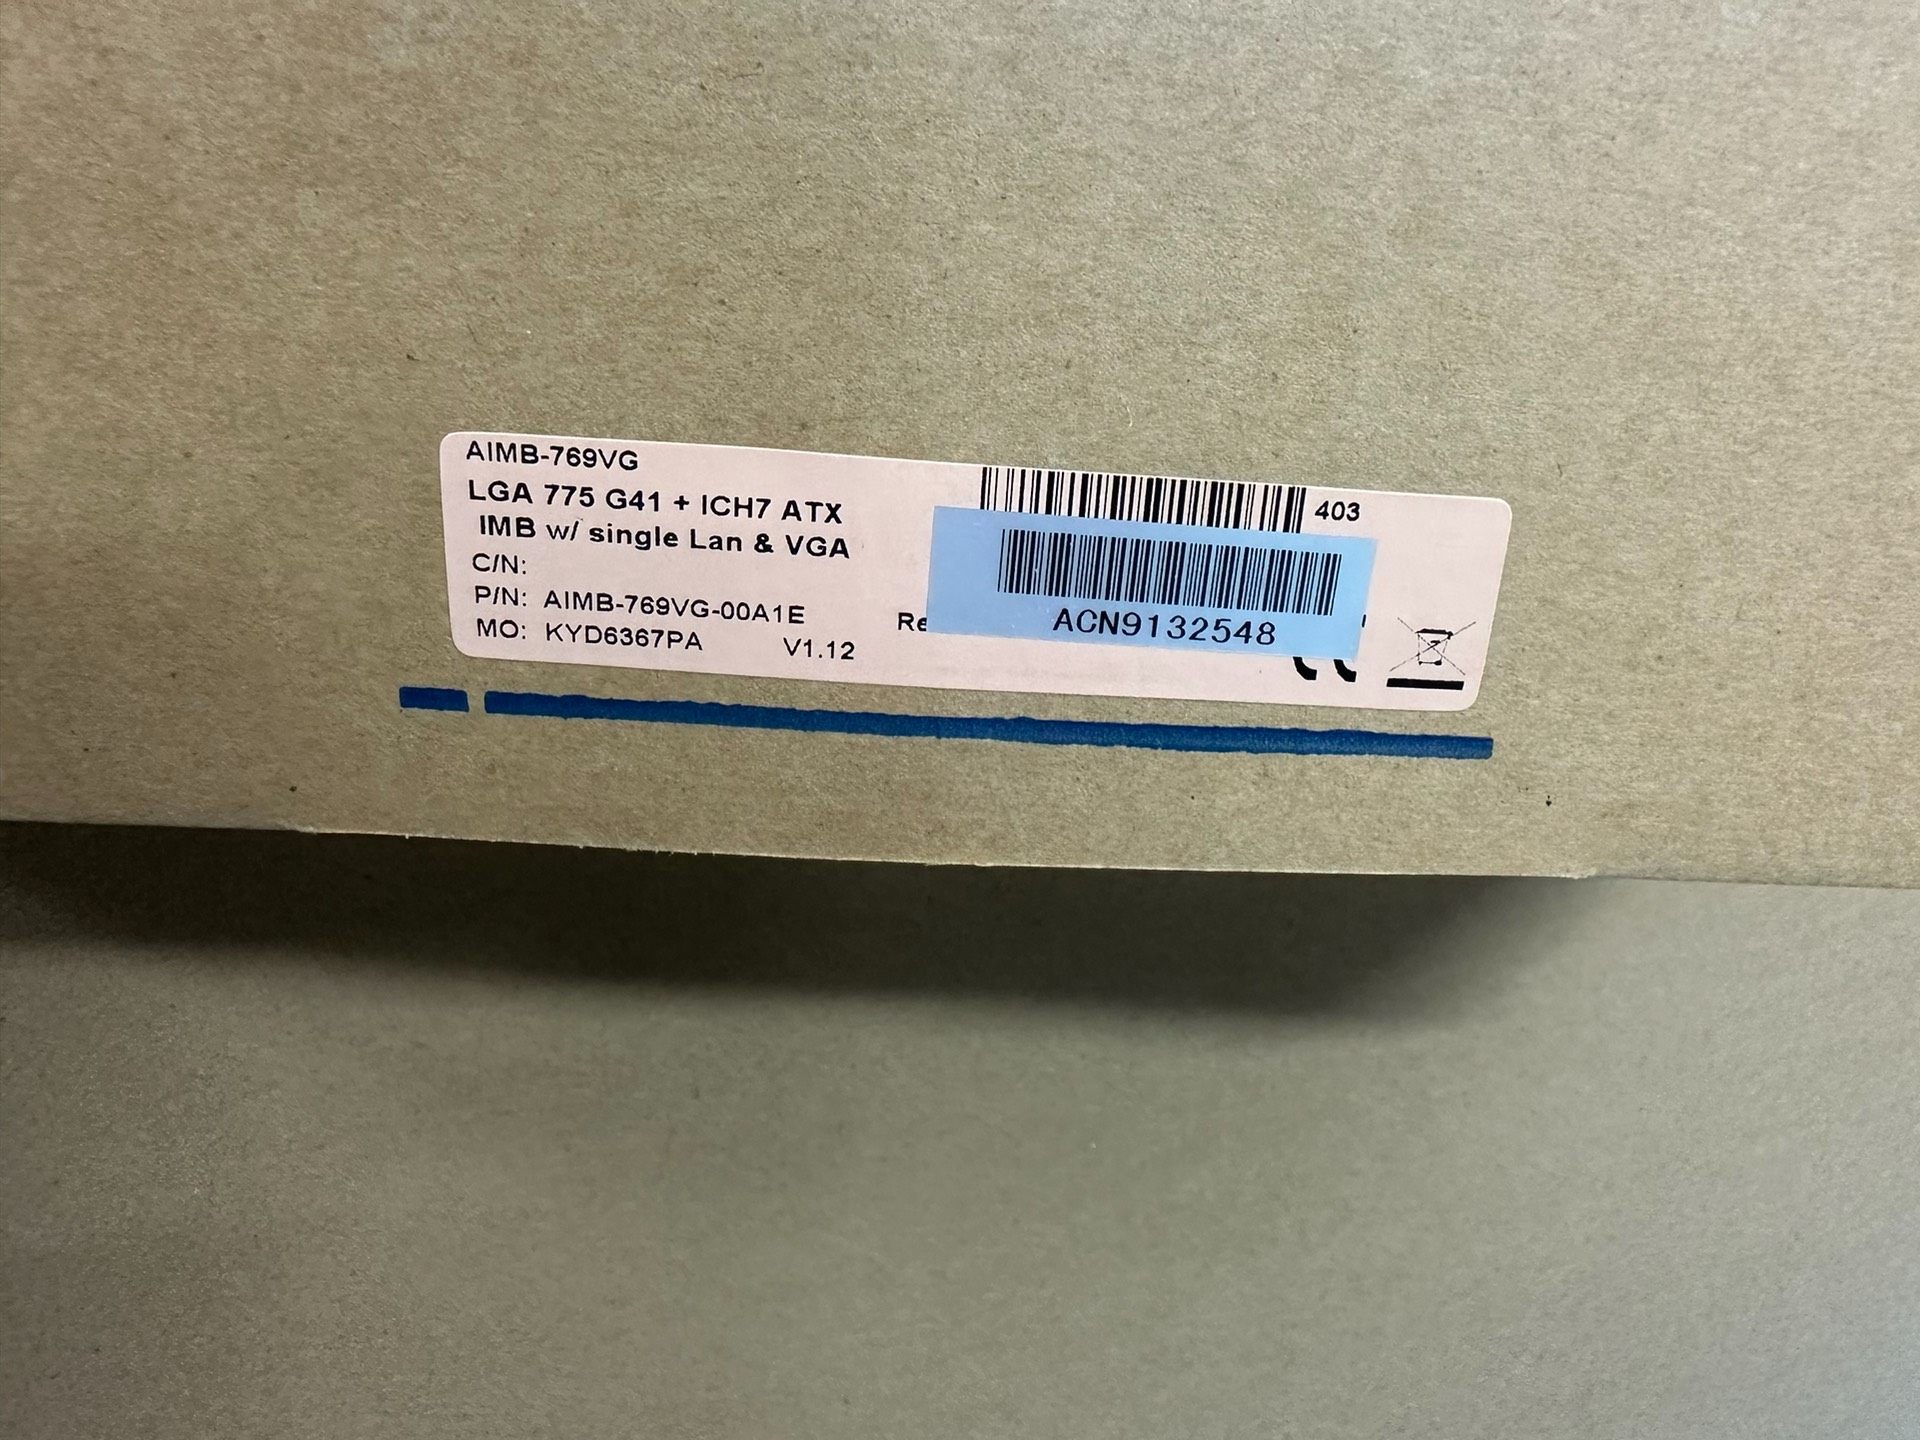 AIMB-769VG
LGA 775 G41 + ICH7 ATX
IMB w/ single Lan & VGA
C/N:
P/N: AIMB-769VG-00A1E
MO: KYD6367PA V1.12
403
ACN9132548